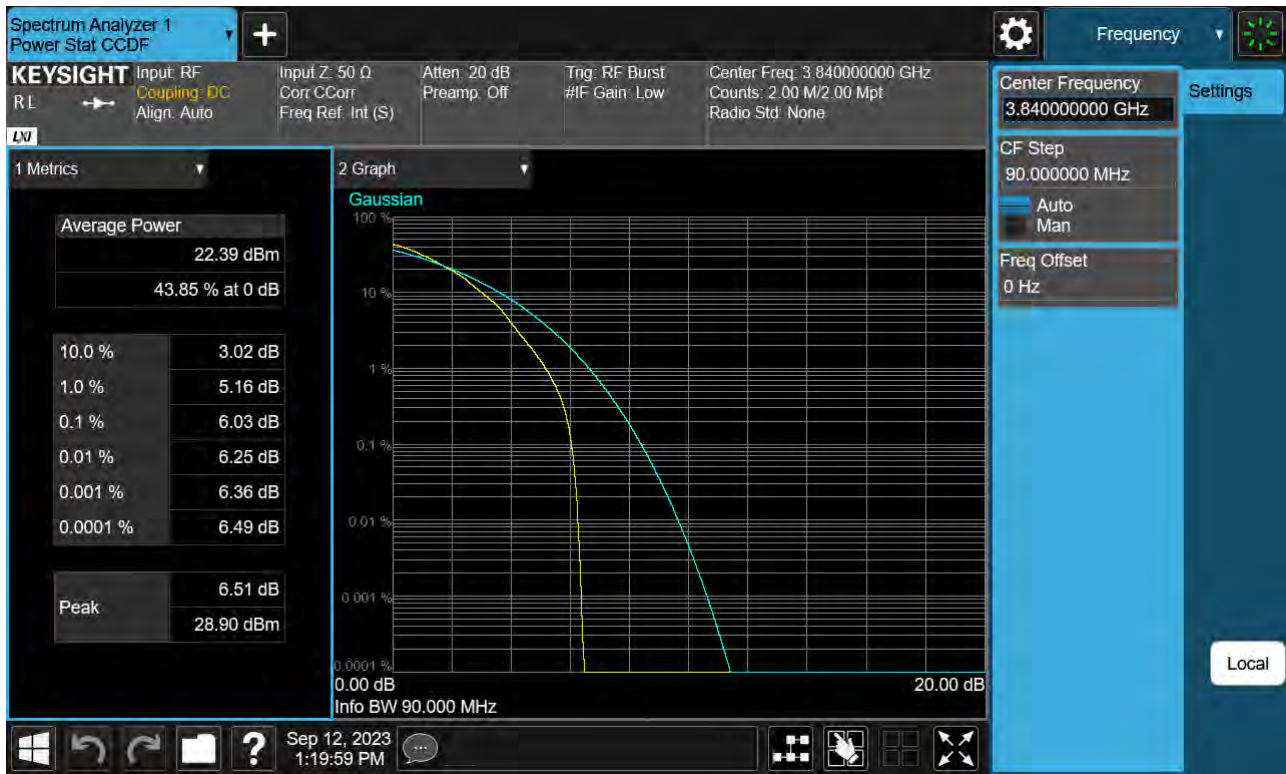 Spectrum Analyzer 1
Power Stat CCDF
Frequency
KEYSIGHT
RL
LXI
Input: RF
Coupling: DC
Align: Auto
Input Z: 50 Ω
Corr CCorr
Freq Ref: Int (S)
Atten: 20 dB
Preamp: Off
Trig: RF Burst
#IF Gain: Low
Center Freq: 3.840000000 GHz
Counts: 2.00 M/2.00 Mpt
Radio Std: None
Center Frequency
3.840000000 GHz
Settings
CF Step
90.000000 MHz
Auto
Man
Freq Offset
0 Hz
1 Metrics
Average Power
22.39 dBm
43.85 % at 0 dB
10.0 % 3.02 dB
1.0 % 5.16 dB
0.1 % 6.03 dB
0.01 % 6.25 dB
0.001 % 6.36 dB
0.0001 % 6.49 dB
Peak
6.51 dB
28.90 dBm
2 Graph
Gaussian
100 %
10 %
1 %
0.1 %
0.01 %
0.001 %
0.0001 %
0.00 dB
20.00 dB
Info BW 90.000 MHz
Local
?
Sep 12, 2023
1:19:59 PM